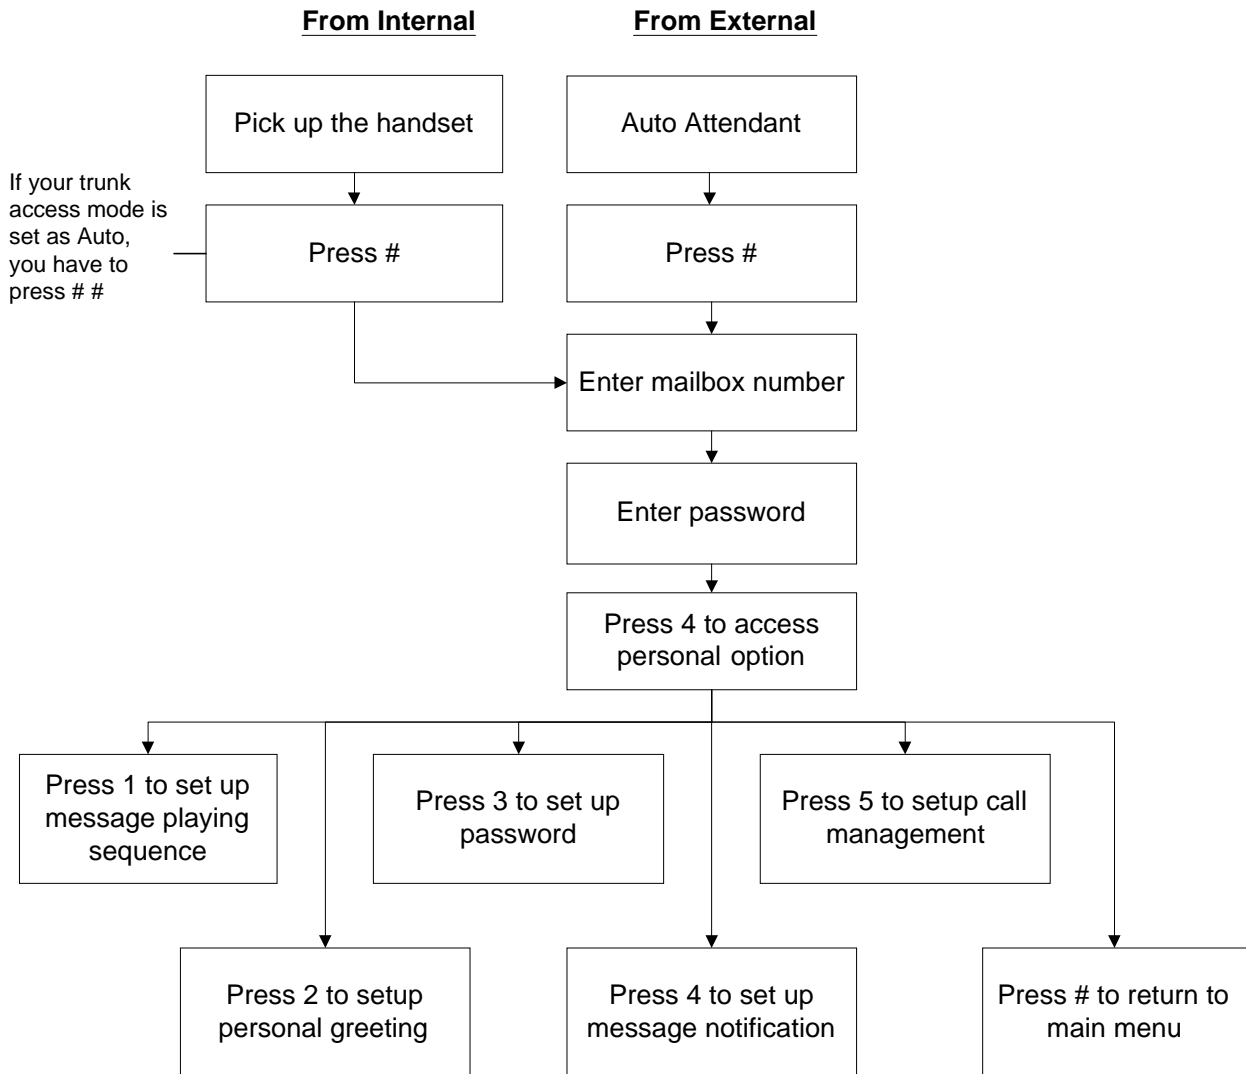 From Internal
From External
Pick up the handset
Auto Attendant
If your trunk
access mode is
set as Auto,
you have to
press # #
Press #
Press #
Enter mailbox number
Enter password
Press 4 to access
personal option
Press 1 to set up
message playing
sequence
Press 3 to set up
password
Press 5 to setup call
management
Press 2 to setup
personal greeting
Press 4 to set up
message notification
Press # to return to
main menu